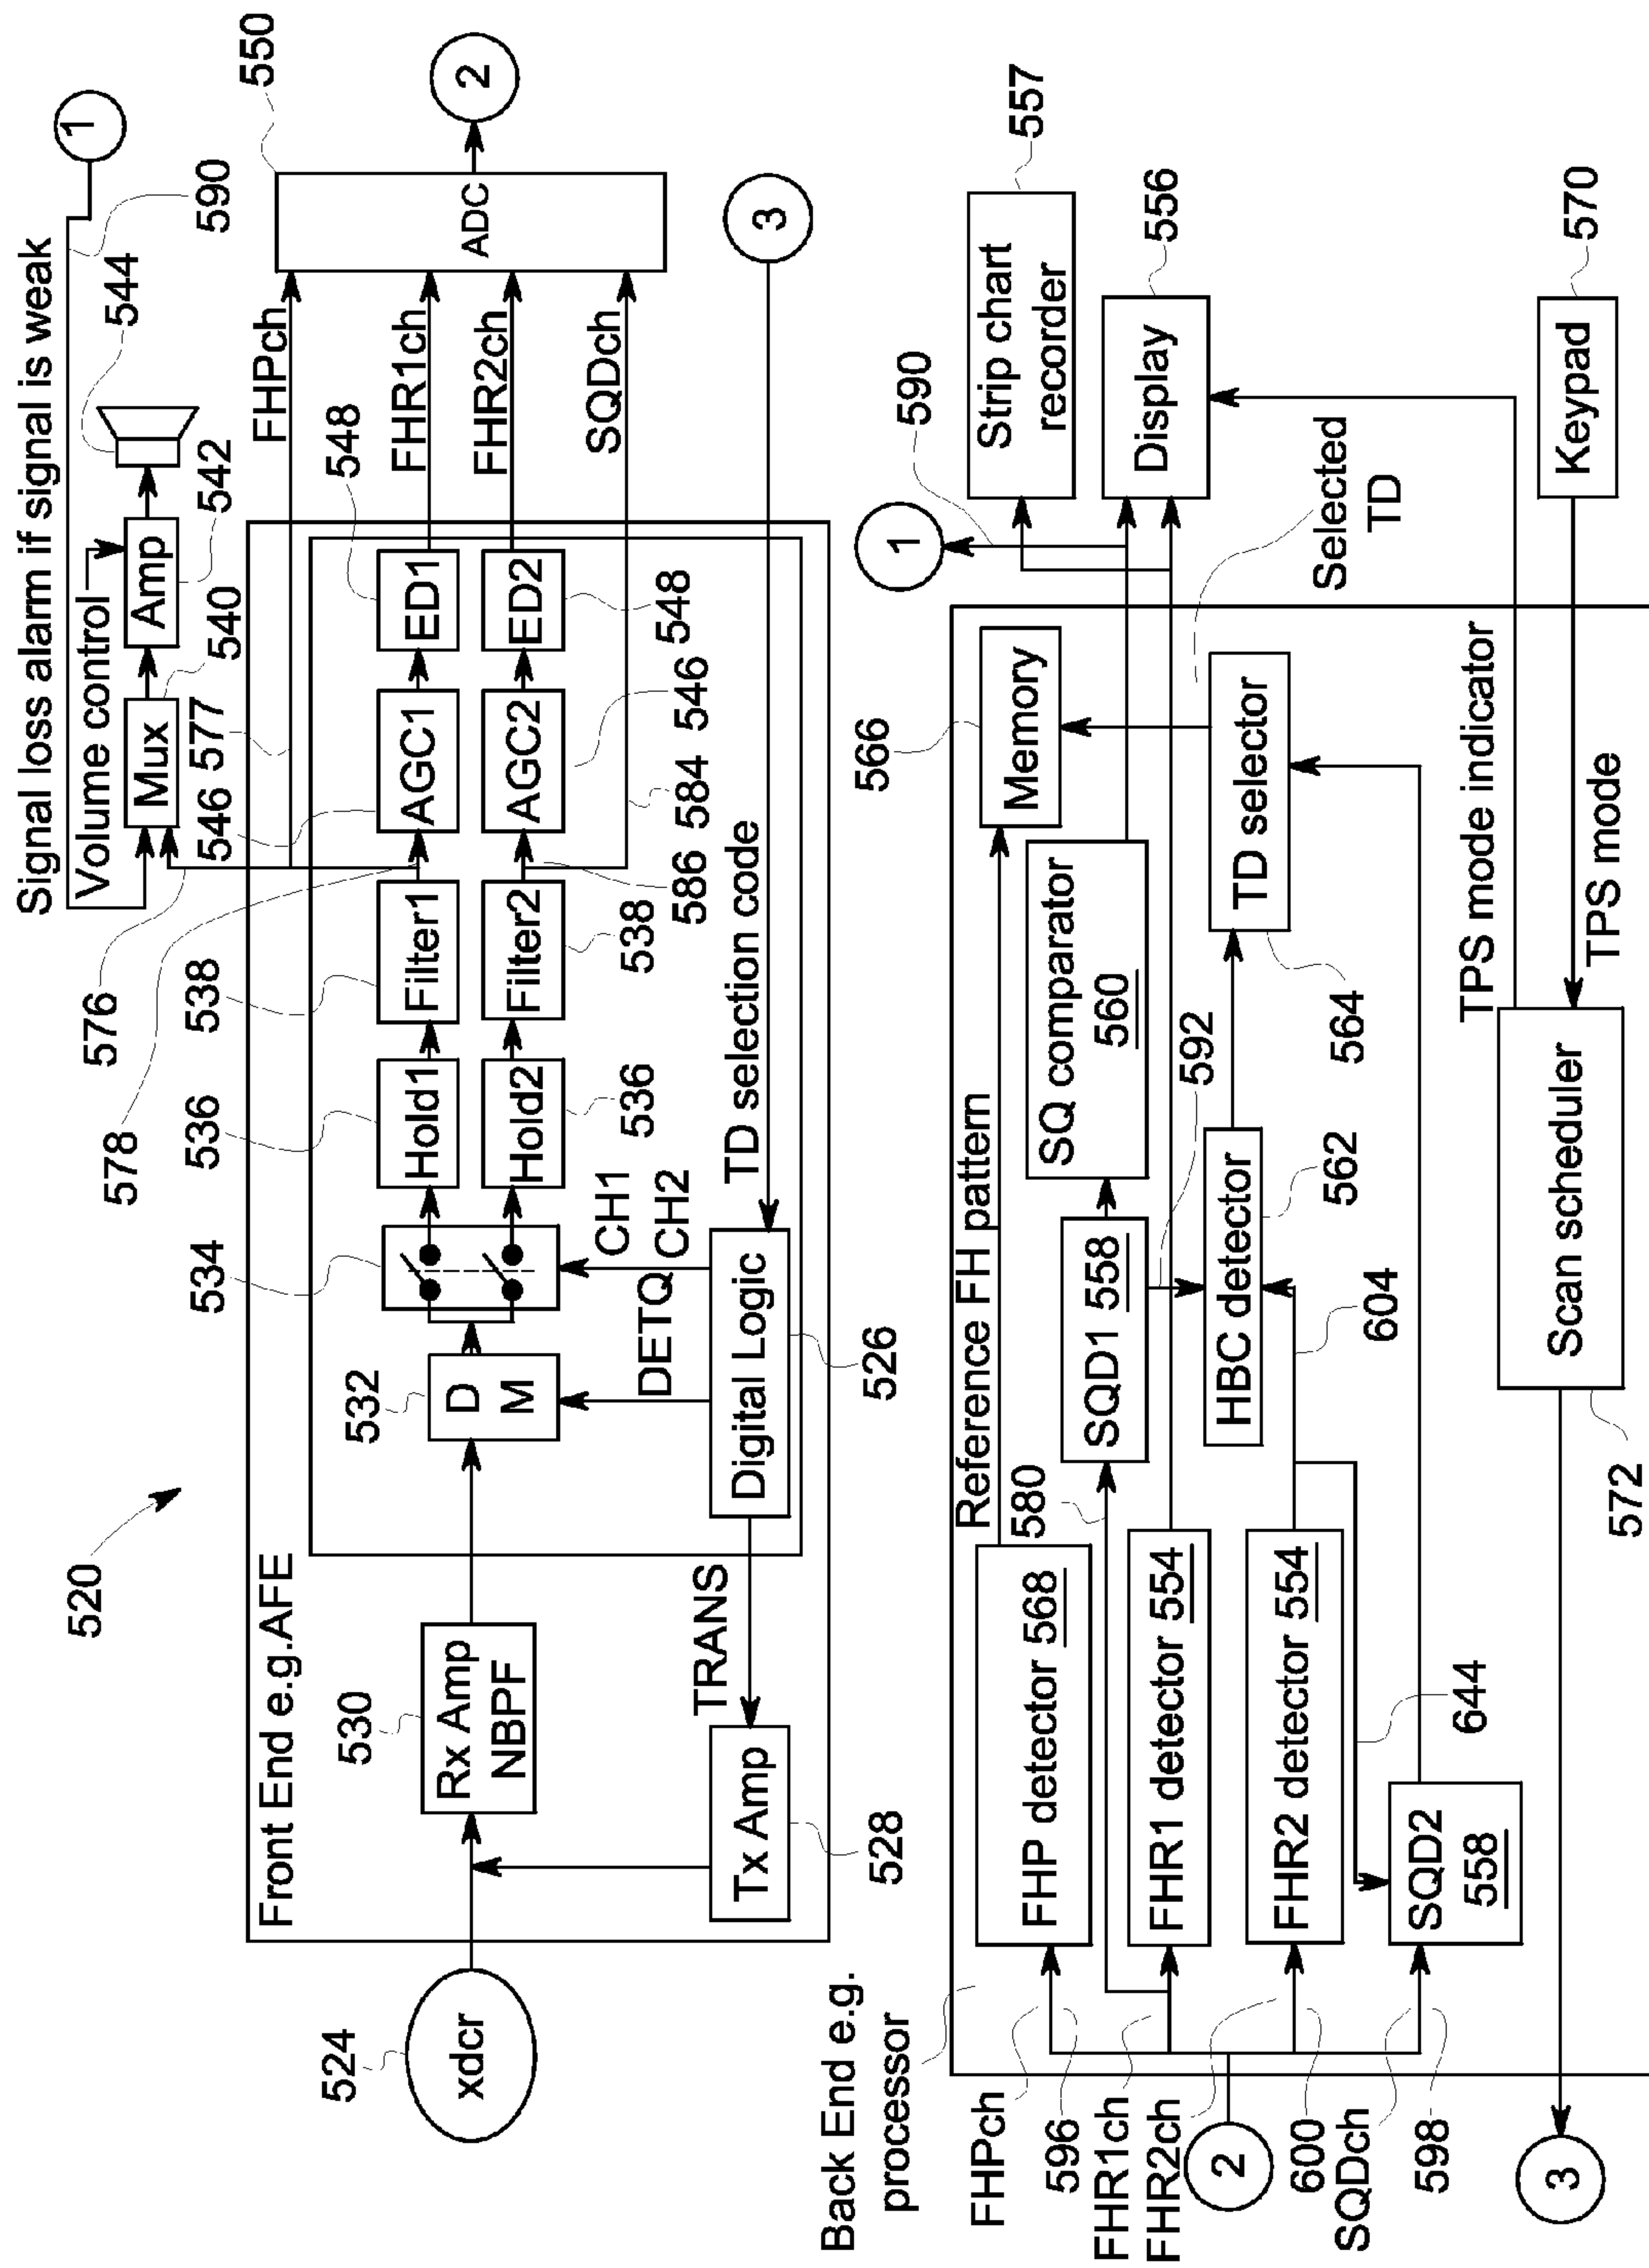 Signal loss alarm if signal is weak
1
590
Volume control
544
Mux
Amp
540
542
550
520
576
546
577
578
Front End e.g.AFE
FHPch
524
xdcr
530
Rx Amp
NBPF
532
D
M
534
536
Hold1
538
Filter1
AGC1
548
ED1
FHR1ch
ADC
2
Hold2
536
Filter2
538
586
AGC2
546
584
ED2
548
FHR2ch
SQDch
DETQ
CH1
CH2
TRANS
Tx Amp
528
Digital Logic
526
TD selection code
3
Back End e.g.
processor
FHPch
596
FHR1ch
FHR2ch
2
600
SQDch
598
FHP detector 568
Reference FH pattern
566
Memory
1
590
557
Strip chart
recorder
580
SQD1 558
SQ comparator
560
FHR1 detector 554
592
556
Display
FHR2 detector 554
HBC detector
562
TD selector
564
Selected
TD
604
644
SQD2
558
TPS mode indicator
572
Scan scheduler
TPS mode
Keypad
570
3